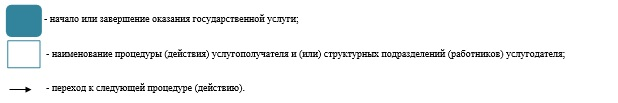 - начало или завершение оказания государственной услуги;
- наименование процедуры (действия) услугополучателя и (или) структурных подразделений (работников) услугодателя;
- переход к следующей процедуре (действию).